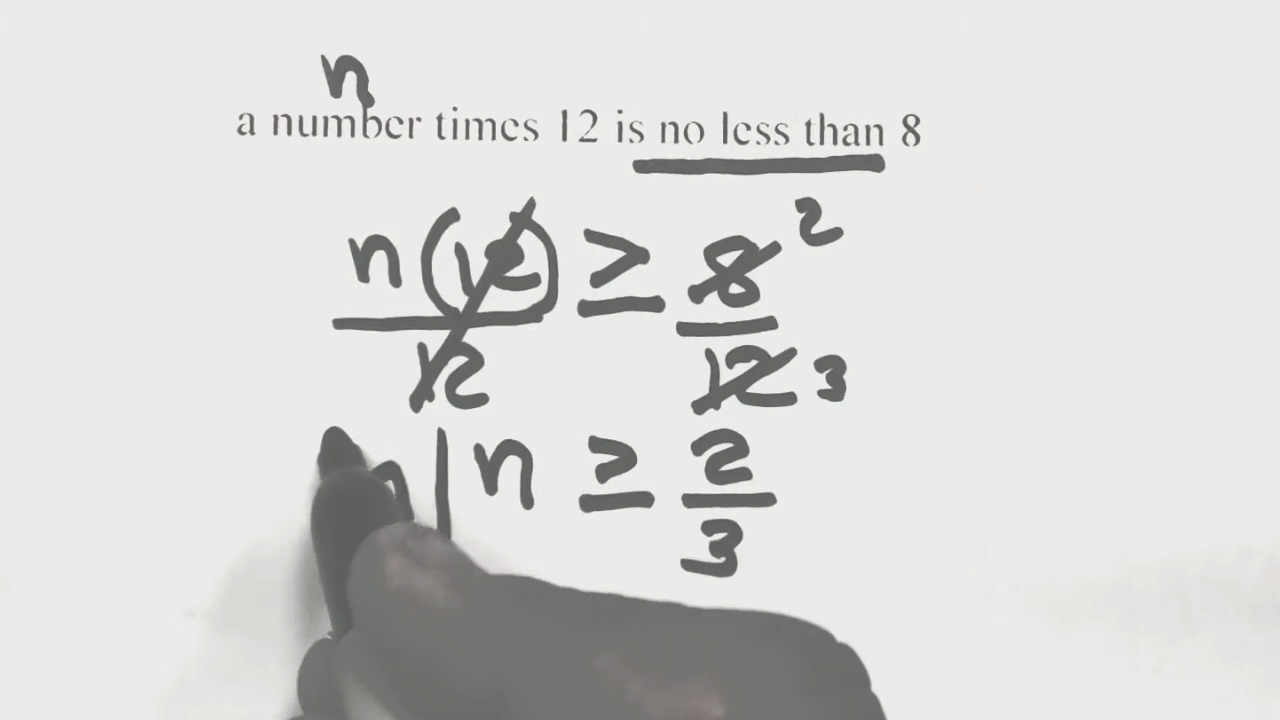 n
a number times 12 is no less than 8
n(12) ≥ 8 2
12 12 3
n | n ≥ 2
3